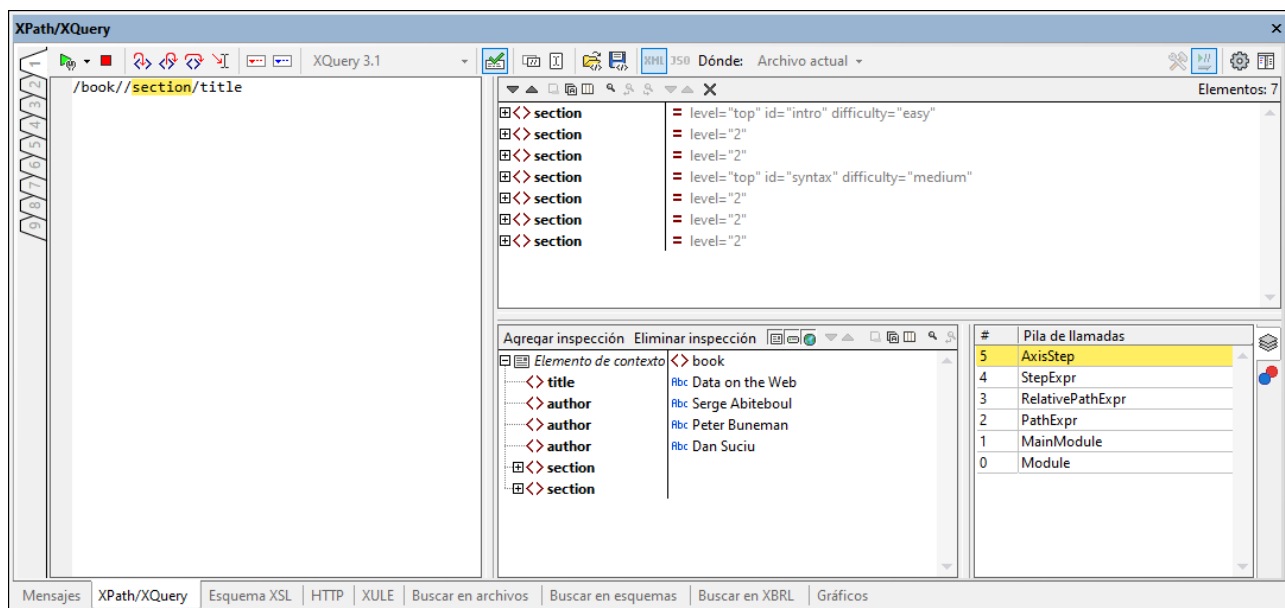 XPath/XQuery
XQuery 3.1
XML JSO Dónde: Archivo actual
1
2
3
4
5
6
7
8
9
/book//section/title
Elementos: 7
section = level="top" id="intro" difficulty="easy"
section = level="2"
section = level="2"
section = level="top" id="syntax" difficulty="medium"
section = level="2"
section = level="2"
section = level="2"
Agregar inspección Eliminar inspección
Elemento de contexto book
title Abc Data on the Web
author Abc Serge Abiteboul
author Abc Peter Buneman
author Abc Dan Suciu
section
section
# Pila de llamadas
5 AxisStep
4 StepExpr
3 RelativePathExpr
2 PathExpr
1 MainModule
0 Module
Mensajes XPath/XQuery Esquema XSL HTTP XULE Buscar en archivos Buscar en esquemas Buscar en XBRL Gráficos